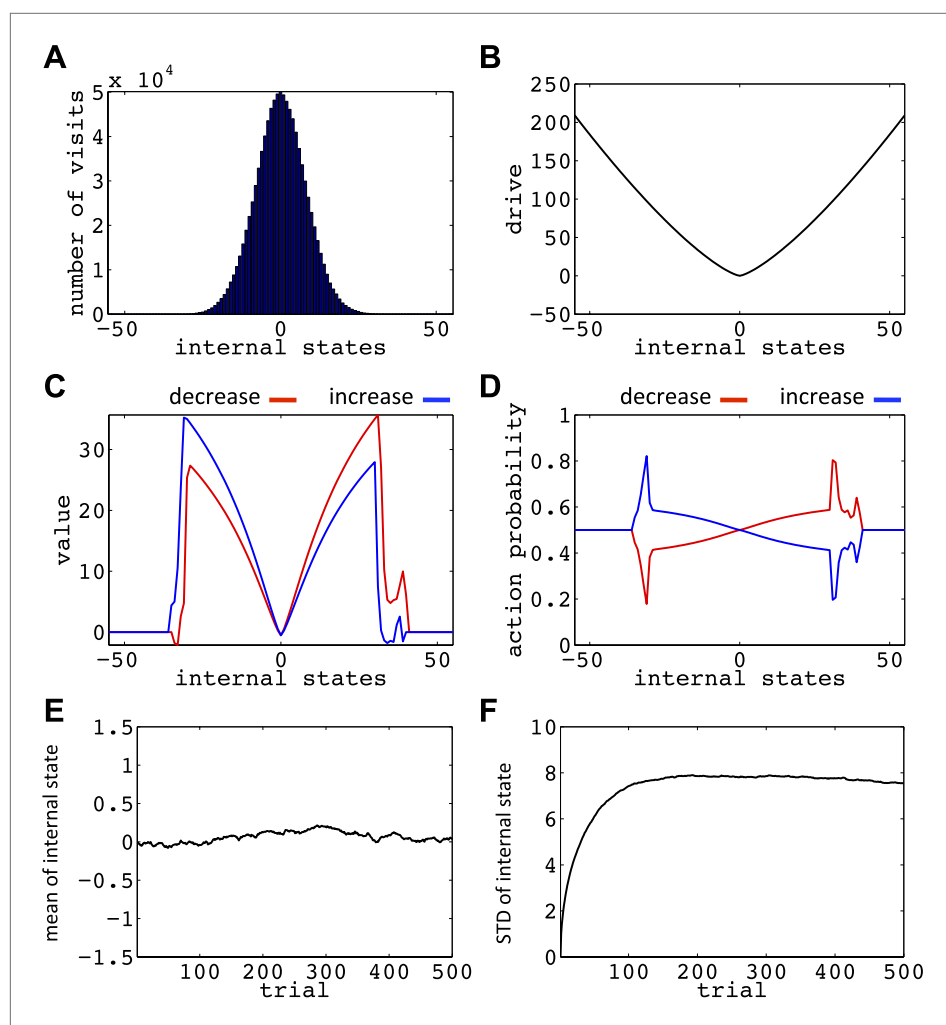 A
x 10^4
5
4
3
2
1
0
number of visits
−50 0 50
internal states
B
250
200
150
100
50
0
−50
drive
−50 0 50
internal states
C
decrease increase
30
20
10
0
value
−50 0 50
internal states
D
decrease increase
1
0.8
0.6
0.4
0.2
0
action probability
−50 0 50
internal states
E
1.5
1
0.5
0
−0.5
−1
−1.5
mean of internal state
100 200 300 400 500
trial
F
10
8
6
4
2
0
STD of internal state
100 200 300 400 500
trial